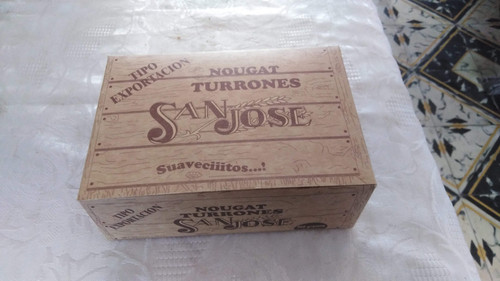 TIPO
EXPORTACION
NOUGAT
TURRONES
SAN JOSE
Suaveciiitos...!
TIPO
EXPORTACION
NOUGAT
TURRONES
SAN JOSE